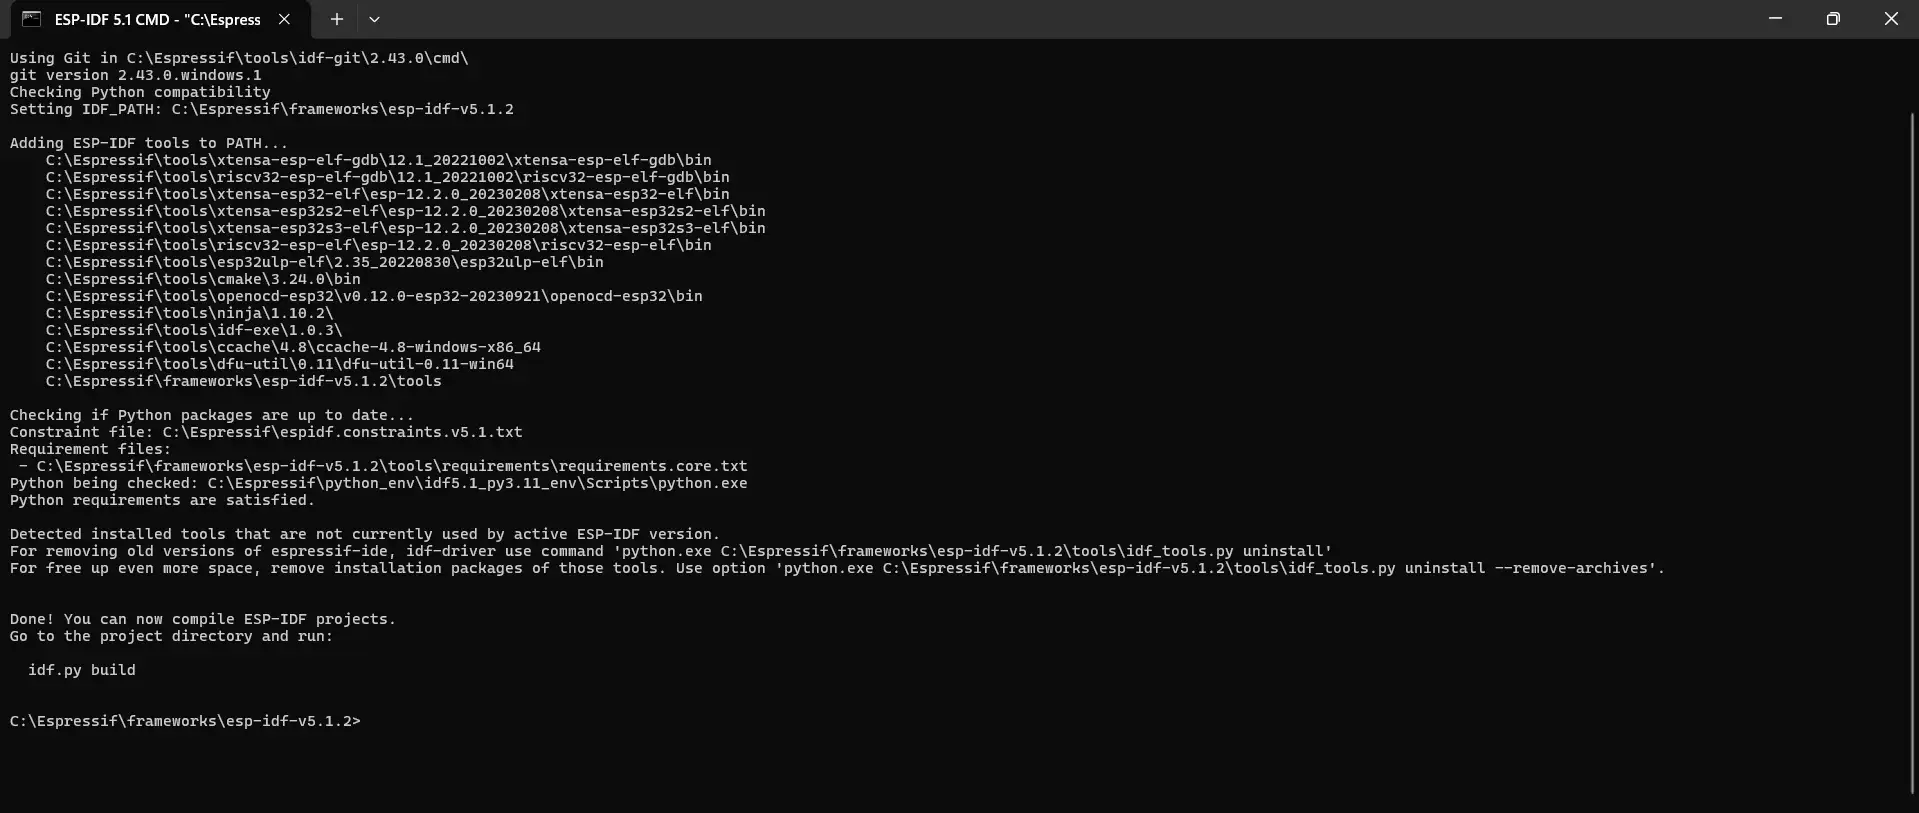 ESP-IDF 5.1 CMD - "C:\Espress
Using Git in C:\Espressif\tools\idf-git\2.43.0\cmd\
git version 2.43.0.windows.1
Checking Python compatibility
Setting IDF_PATH: C:\Espressif\frameworks\esp-idf-v5.1.2
Adding ESP-IDF tools to PATH...
C:\Espressif\tools\xtensa-esp-elf-gdb\12.1_20221002\xtensa-esp-elf-gdb\bin
C:\Espressif\tools\riscv32-esp-elf-gdb\12.1_20221002\riscv32-esp-elf-gdb\bin
C:\Espressif\tools\xtensa-esp32-elf\esp-12.2.0_20230208\xtensa-esp32-elf\bin
C:\Espressif\tools\xtensa-esp32s2-elf\esp-12.2.0_20230208\xtensa-esp32s2-elf\bin
C:\Espressif\tools\xtensa-esp32s3-elf\esp-12.2.0_20230208\xtensa-esp32s3-elf\bin
C:\Espressif\tools\riscv32-esp-elf\esp-12.2.0_20230208\riscv32-esp-elf\bin
C:\Espressif\tools\esp32ulp-elf\2.35_20220830\esp32ulp-elf\bin
C:\Espressif\tools\cmake\3.24.0\bin
C:\Espressif\tools\openocd-esp32\v0.12.0-esp32-20230921\openocd-esp32\bin
C:\Espressif\tools\ninja\1.10.2\
C:\Espressif\tools\idf-exe\1.0.3\
C:\Espressif\tools\ccache\4.8\ccache-4.8-windows-x86_64
C:\Espressif\tools\dfu-util\0.11\dfu-util-0.11-win64
C:\Espressif\frameworks\esp-idf-v5.1.2\tools
Checking if Python packages are up to date...
Constraint file: C:\Espressif\espidf.constraints.v5.1.txt
Requirement files:
- C:\Espressif\frameworks\esp-idf-v5.1.2\tools\requirements\requirements.core.txt
Python being checked: C:\Espressif\python_env\idf5.1_py3.11_env\Scripts\python.exe
Python requirements are satisfied.
Detected installed tools that are not currently used by active ESP-IDF version.
For removing old versions of espressif-ide, idf-driver use command 'python.exe C:\Espressif\frameworks\esp-idf-v5.1.2\tools\idf_tools.py uninstall'
For free up even more space, remove installation packages of those tools. Use option 'python.exe C:\Espressif\frameworks\esp-idf-v5.1.2\tools\idf_tools.py uninstall --remove-archives'.
Done! You can now compile ESP-IDF projects.
Go to the project directory and run:
idf.py build
C:\Espressif\frameworks\esp-idf-v5.1.2>